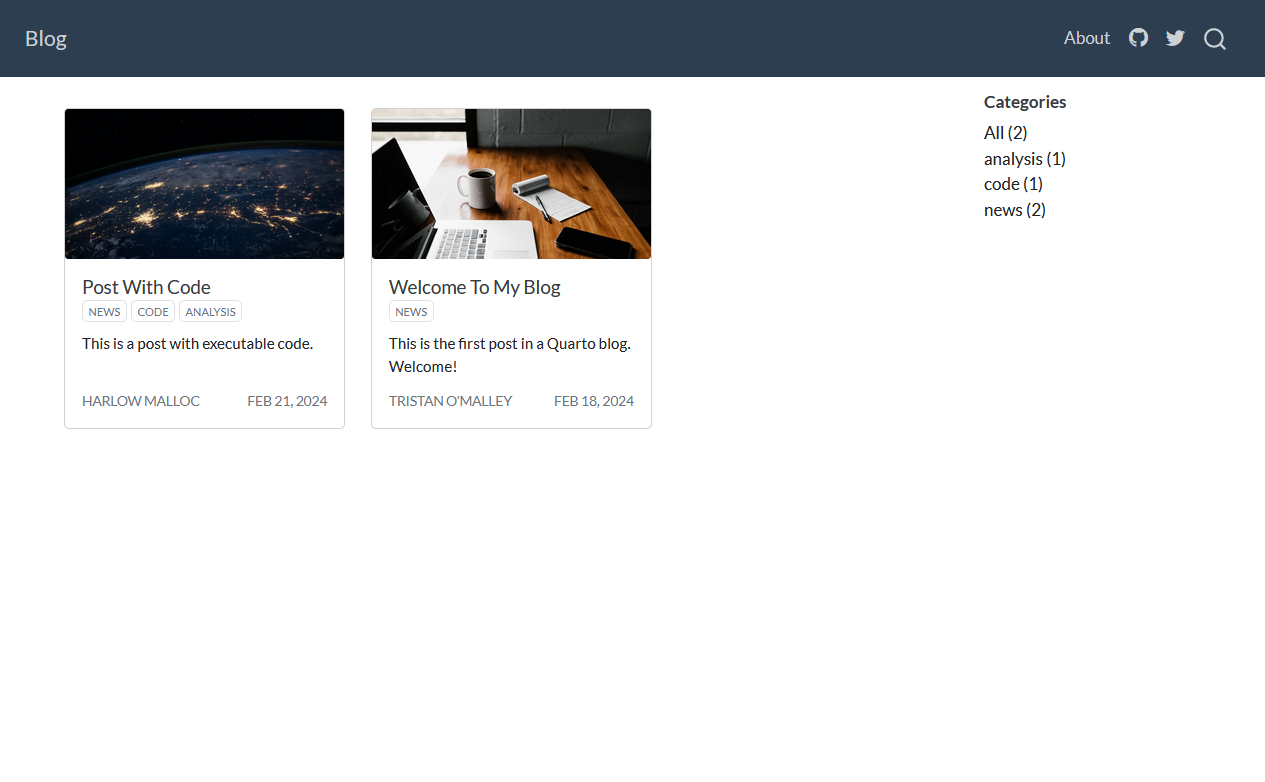 Blog
About
Post With Code
NEWS CODE ANALYSIS
This is a post with executable code.
HARLOW MALLOC FEB 21, 2024
Welcome To My Blog
NEWS
This is the first post in a Quarto blog.
Welcome!
TRISTAN O'MALLEY FEB 18, 2024
Categories
All (2)
analysis (1)
code (1)
news (2)